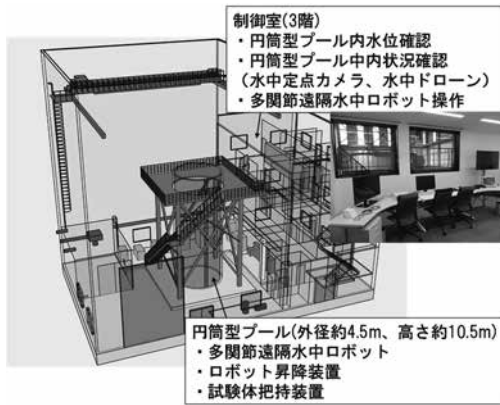 制御室(3階)
・円筒型プール内水位確認
・円筒型プール中内状況確認
（水中定点カメラ、水中ドローン）
・多関節遠隔水中ロボット操作
円筒型プール(外径約4.5m、高さ約10.5m)
・多関節遠隔水中ロボット
・ロボット昇降装置
・試験体把持装置